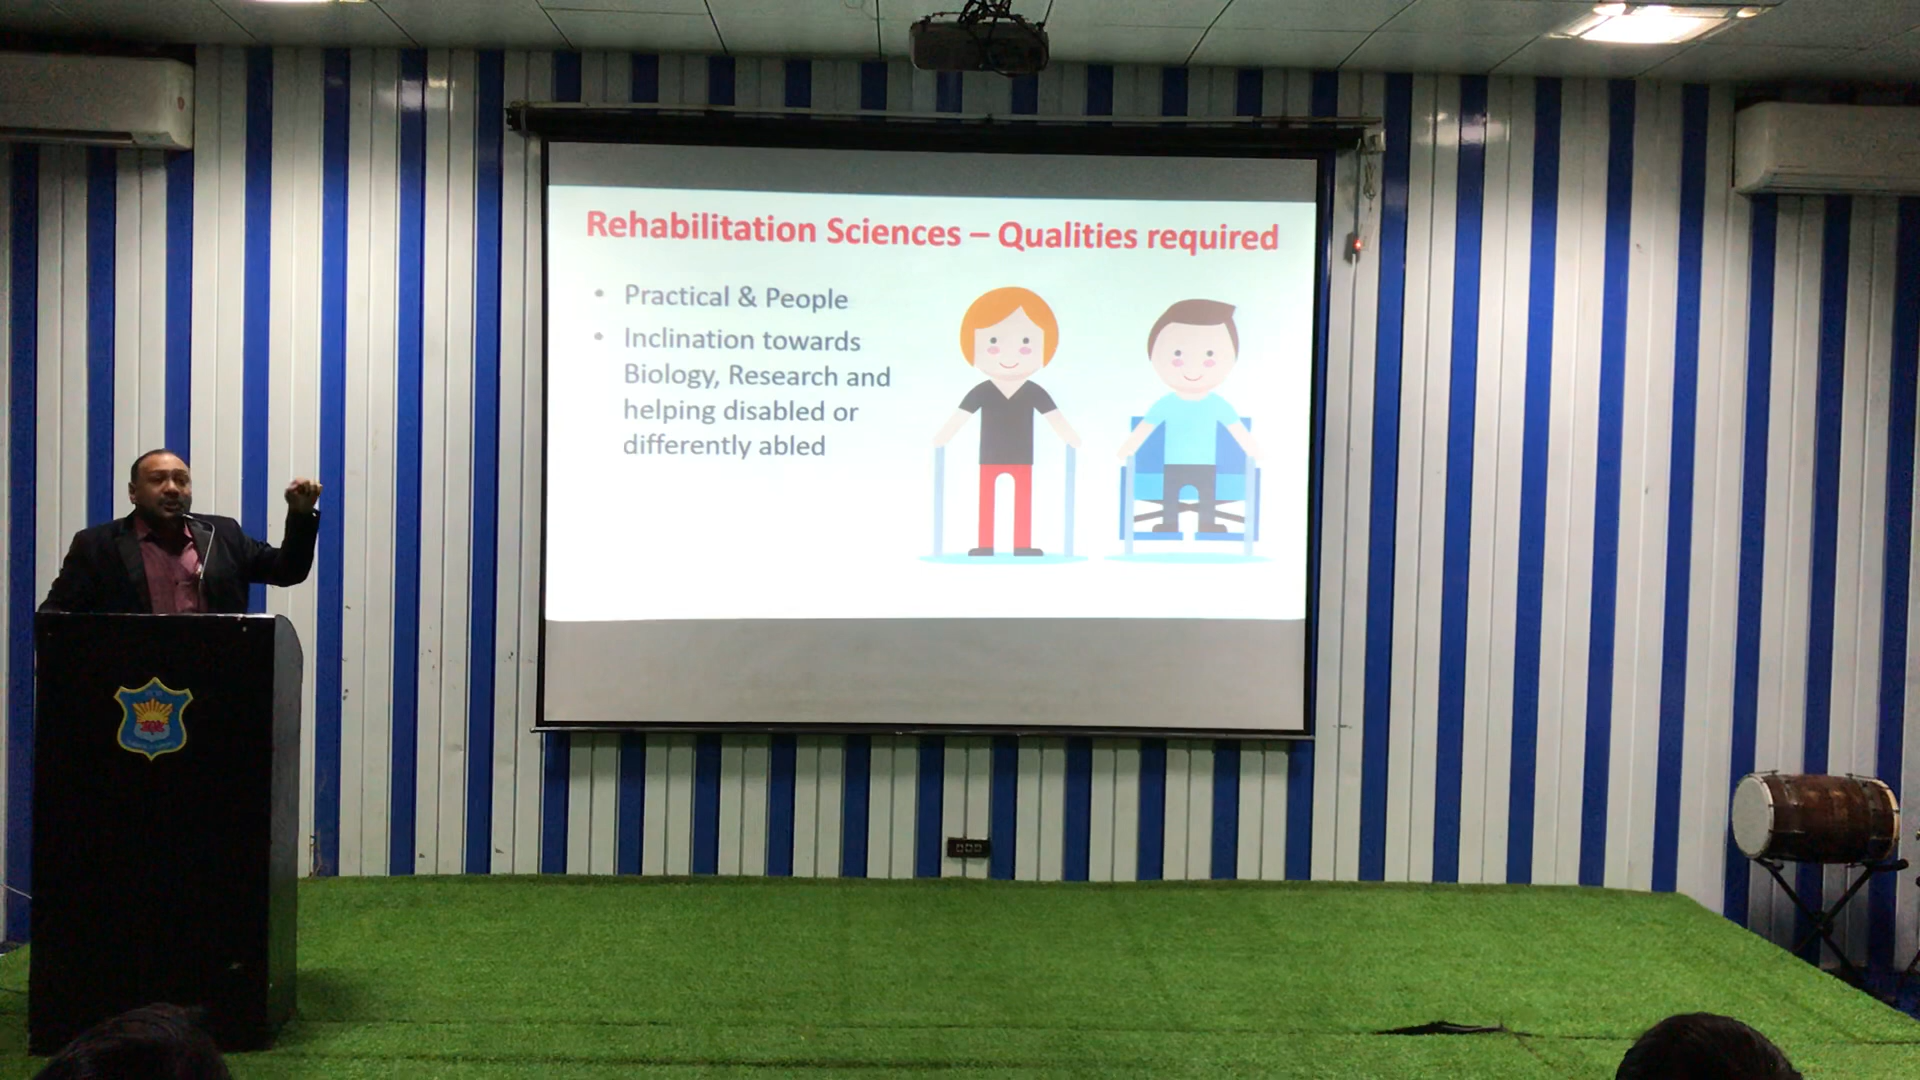 Rehabilitation Sciences – Qualities required
• Practical & People
• Inclination towards
Biology, Research and
helping disabled or
differently abled